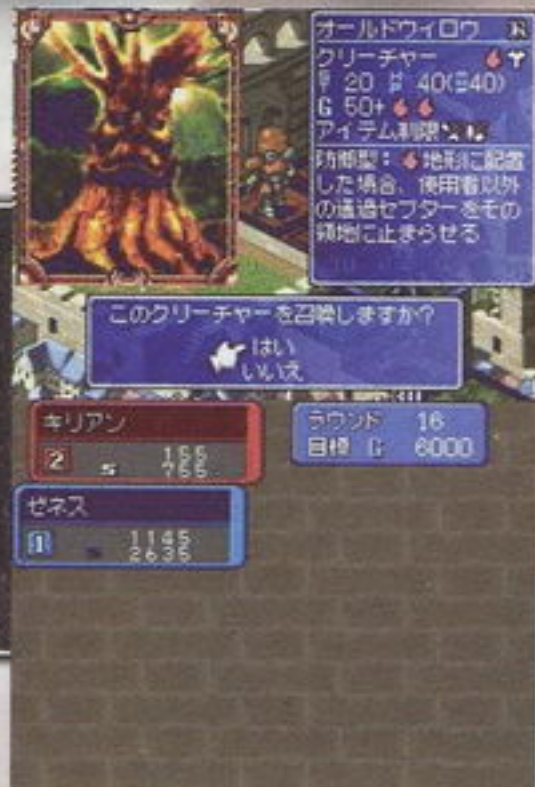 オールドウィロウ R
クリーチャー
20 40(40)
G 50+
アイテム制限
防御型：地形に配置
した場合、使用者以外
の通過セプターをその
領地に止まらせる
このクリーチャーを召喚しますか？
はい
いいえ
キリアン
2 155
755
ラウンド 16
目標 G 6000
ゼネス
1 1145
2635